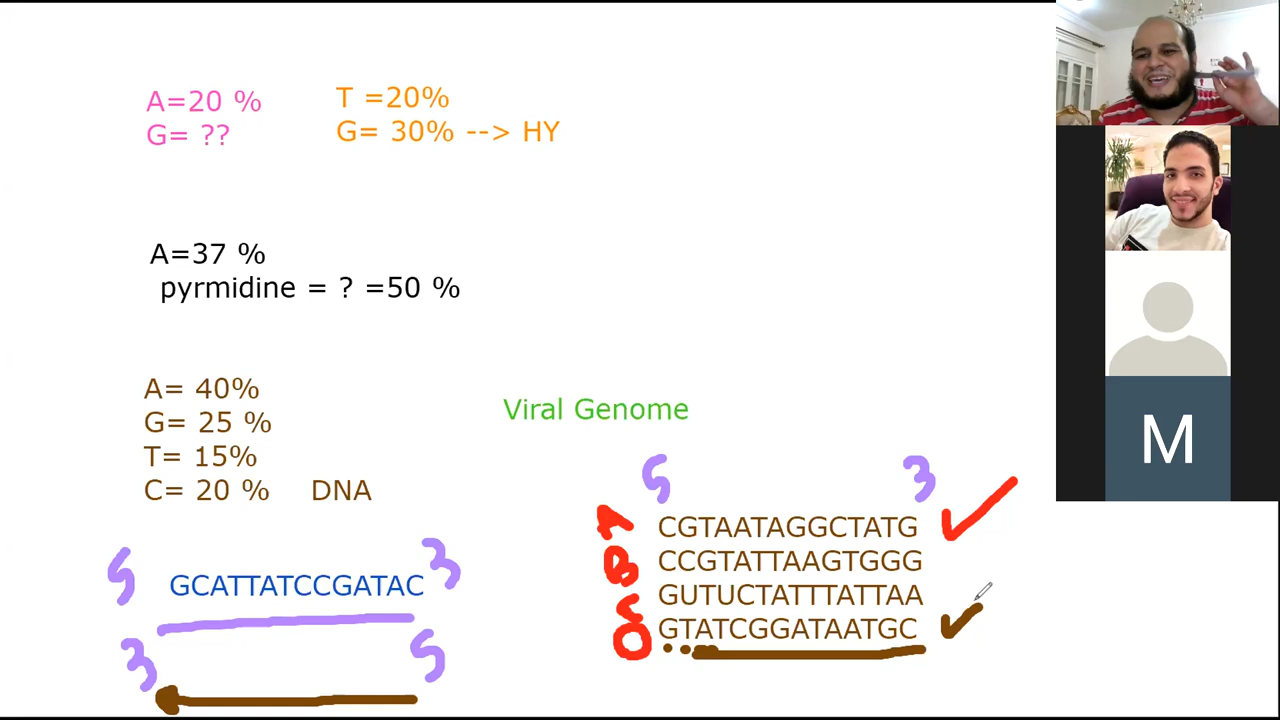 A=20 %
G= ??
T =20%
G= 30% --> HY
A=37 %
pyrmidine = ? =50 %
A= 40%
G= 25 %
T= 15%
C= 20 % DNA
Viral Genome
5 3
GCATTATCCGATAC
3 5
5 3
A CGTAATAGGCTATG
B CCGTATTAAGTGGG
C GUTUCTATTTATTAA
D GTATCGGATAATGC
M